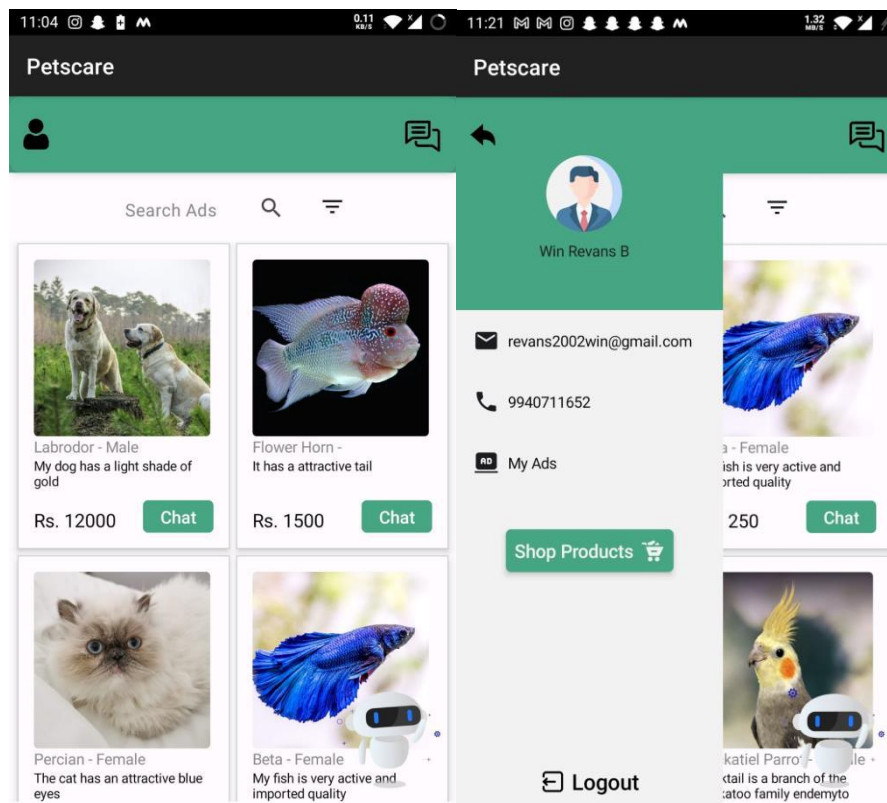 11:04
0.11
KB/S
Petscare
Search Ads
Labrodor - Male
My dog has a light shade of
gold
Rs. 12000
Chat
Flower Horn -
It has a attractive tail
Rs. 1500
Chat
Percian - Female
The cat has an attractive blue
eyes
Beta - Female
My fish is very active and
imported quality
11:21
1.32
MB/S
Petscare
Win Revans B
revans2002win@gmail.com
9940711652
AD
My Ads
Shop Products
Logout
- Female
ish is very active and
orted quality
250
Chat
katiel Parrot
ktail is a branch of the
katoo family endemyto